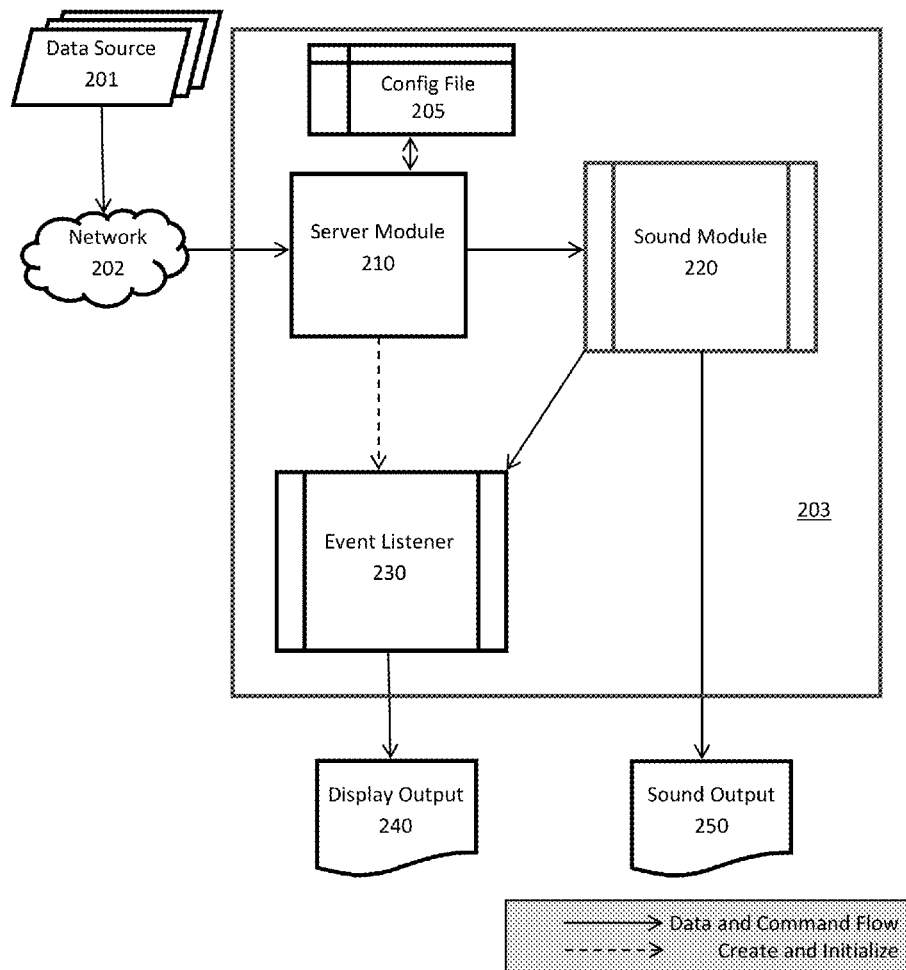 Data Source
201
Config File
205
Network
202
Server Module
210
Sound Module
220
Event Listener
230
203
Display Output
240
Sound Output
250
Data and Command Flow
Create and Initialize